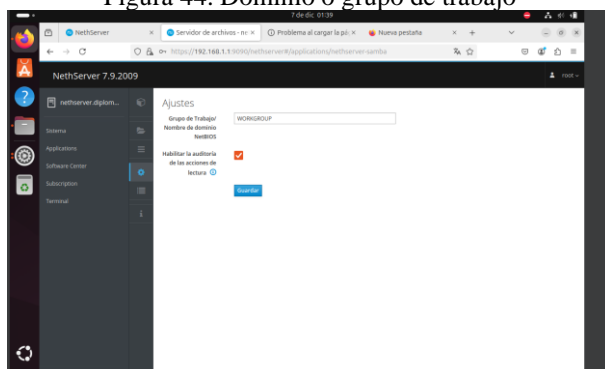 Figura 44. Dominio o grupo de trabajo
7 de dic 01:39
NethServer
Servidor de archivos - ne
Problema al cargar la pá
Nueva pestaña
https://192.168.1.1:9090/nethserver#/applications/nethserver-samba
NethServer 7.9.2009
root
nethserver.diplom...
Sistema
Applications
Software Center
Subscription
Terminal
Ajustes
Grupo de Trabajo/
Nombre de dominio
NetBIOS
WORKGROUP
Habilitar la auditoría
de las acciones de
lectura
Guardar